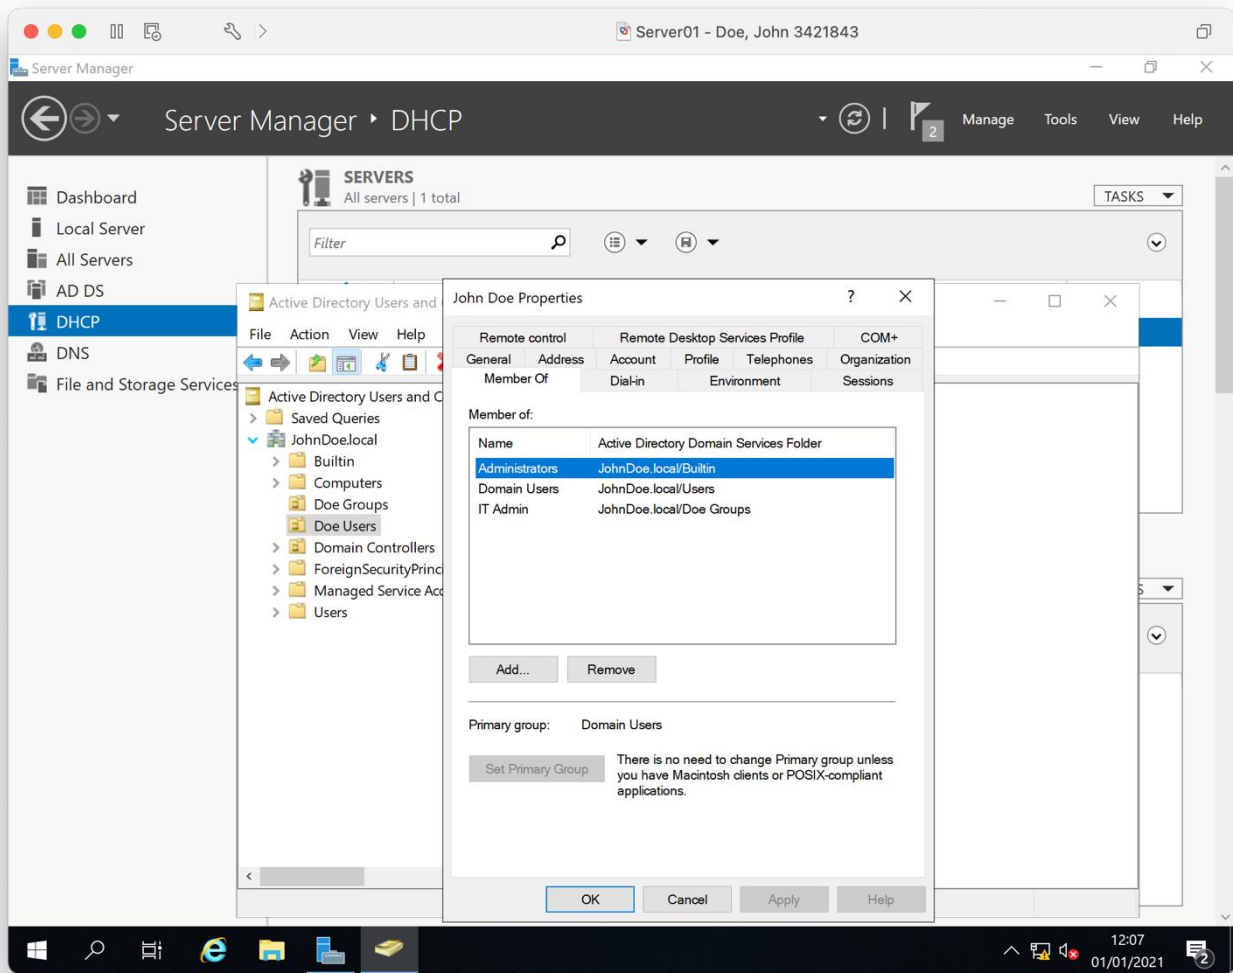 Server01 - Doe, John 3421843
Server Manager
Server Manager • DHCP
2
Manage Tools View Help
Dashboard
Local Server
All Servers
AD DS
DHCP
DNS
File and Storage Services
SERVERS
All servers | 1 total
TASKS
Filter
Active Directory Users and
File Action View Help
Active Directory Users and C
Saved Queries
JohnDoe.local
Builtin
Computers
Doe Groups
Doe Users
Domain Controllers
ForeignSecurityPrinci
Managed Service Acc
Users
John Doe Properties
?
Remote control Remote Desktop Services Profile COM+
General Address Account Profile Telephones Organization
Member Of Dial-in Environment Sessions
Member of:
Name Active Directory Domain Services Folder
Administrators JohnDoe.local/Builtin
Domain Users JohnDoe.local/Users
IT Admin JohnDoe.local/Doe Groups
Add... Remove
Primary group: Domain Users
Set Primary Group
There is no need to change Primary group unless
you have Macintosh clients or POSIX-compliant
applications.
OK Cancel Apply Help
12:07
01/01/2021
2